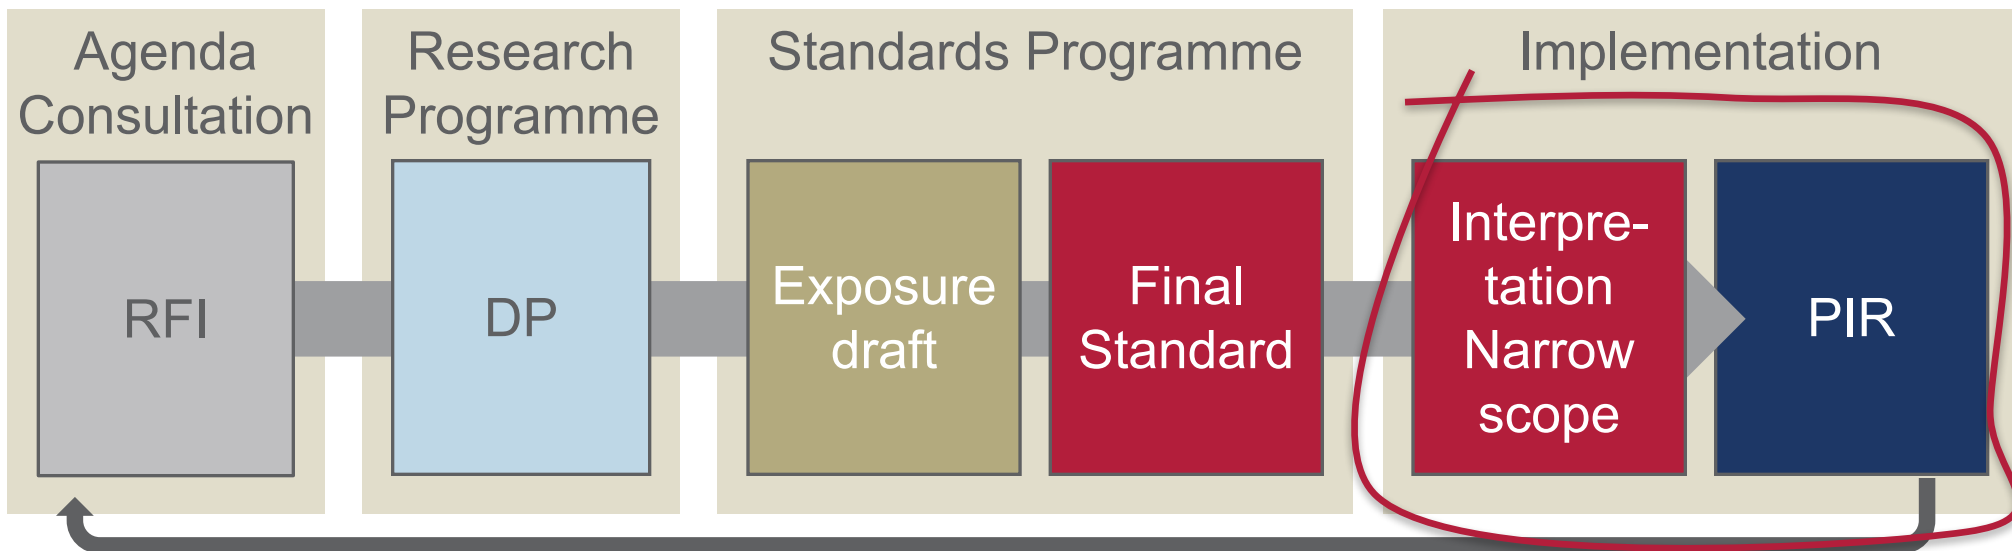 Agenda
Consultation
Research
Programme
Standards Programme
Implementation
RFI
DP
Exposure
draft
Final
Standard
Interpre-
tation
Narrow
scope
PIR